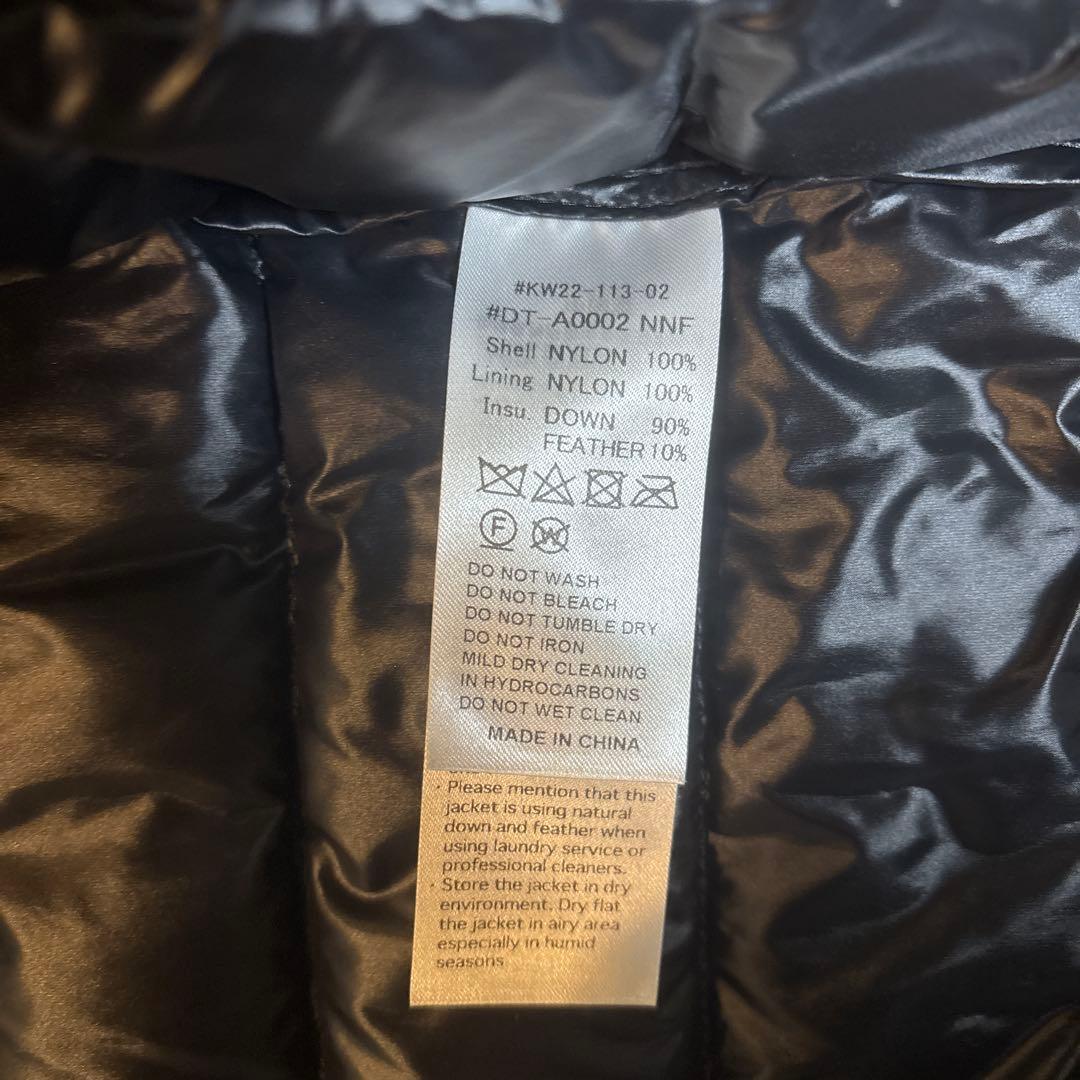 #KW22-113-02
#DT-A0002 NNF
Shell NYLON 100%
Lining NYLON 100%
Insu. DOWN 90%
FEATHER 10%
F W
DO NOT WASH
DO NOT BLEACH
DO NOT TUMBLE DRY
DO NOT IRON
MILD DRY CLEANING
IN HYDROCARBONS
DO NOT WET CLEAN
MADE IN CHINA
· Please mention that this
jacket is using natural
down and feather when
using laundry service or
professional cleaners.
· Store the jacket in dry
environment. Dry flat
the jacket in airy area
especially in humid
seasons